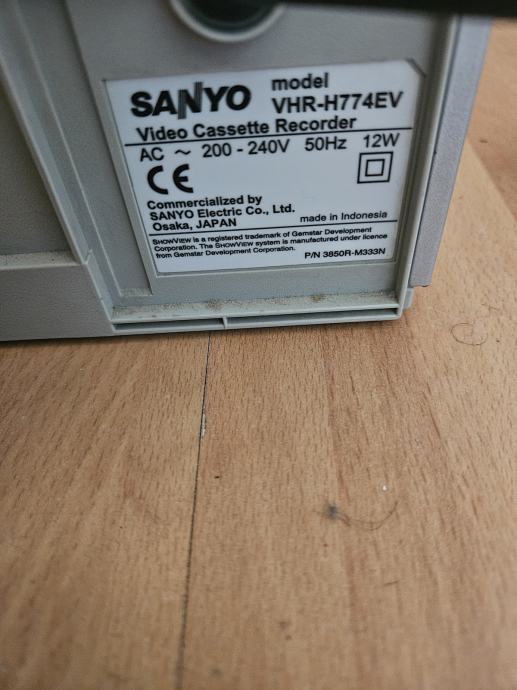 SANYO model
VHR-H774EV
Video Cassette Recorder
AC ~ 200 - 240V 50Hz 12W
CE
Commercialized by
SANYO Electric Co., Ltd.
Osaka, JAPAN made in Indonesia
SHOWVIEW is a registered trademark of Gemstar Development
Corporation. The SHOWVIEW system is manufactured under licence
from Gemstar Development Corporation.
P/N 3850R-M333N